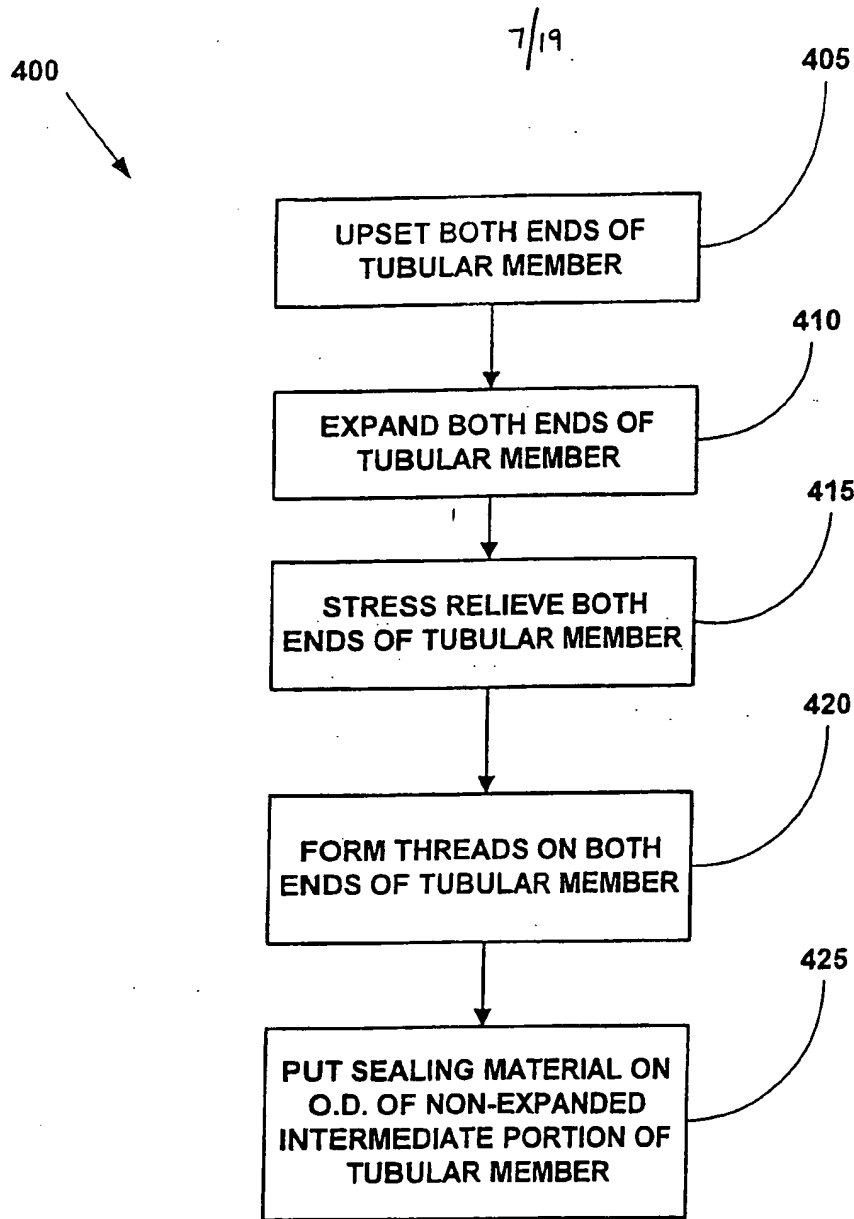 7/19
400
405
UPSET BOTH ENDS OF
TUBULAR MEMBER
410
EXPAND BOTH ENDS OF
TUBULAR MEMBER
415
STRESS RELIEVE BOTH
ENDS OF TUBULAR MEMBER
420
FORM THREADS ON BOTH
ENDS OF TUBULAR MEMBER
425
PUT SEALING MATERIAL ON
O.D. OF NON-EXPANDED
INTERMEDIATE PORTION OF
TUBULAR MEMBER